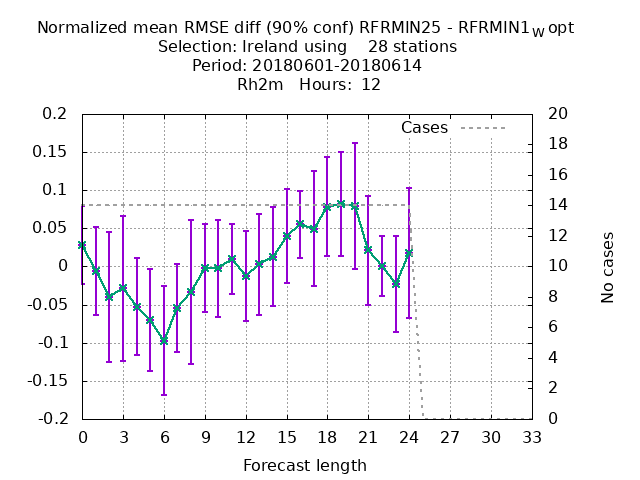 Normalized mean RMSE diff (90% conf) RFRMIN25 - RFRMIN1W opt
Selection: Ireland using 28 stations
Period: 20180601-20180614
Rh2m Hours: 12
Cases
0.2
0.15
0.1
0.05
0
-0.05
-0.1
-0.15
-0.2
20
18
16
14
12
10
8
6
4
2
0
No cases
0 3 6 9 12 15 18 21 24 27 30 33
Forecast length